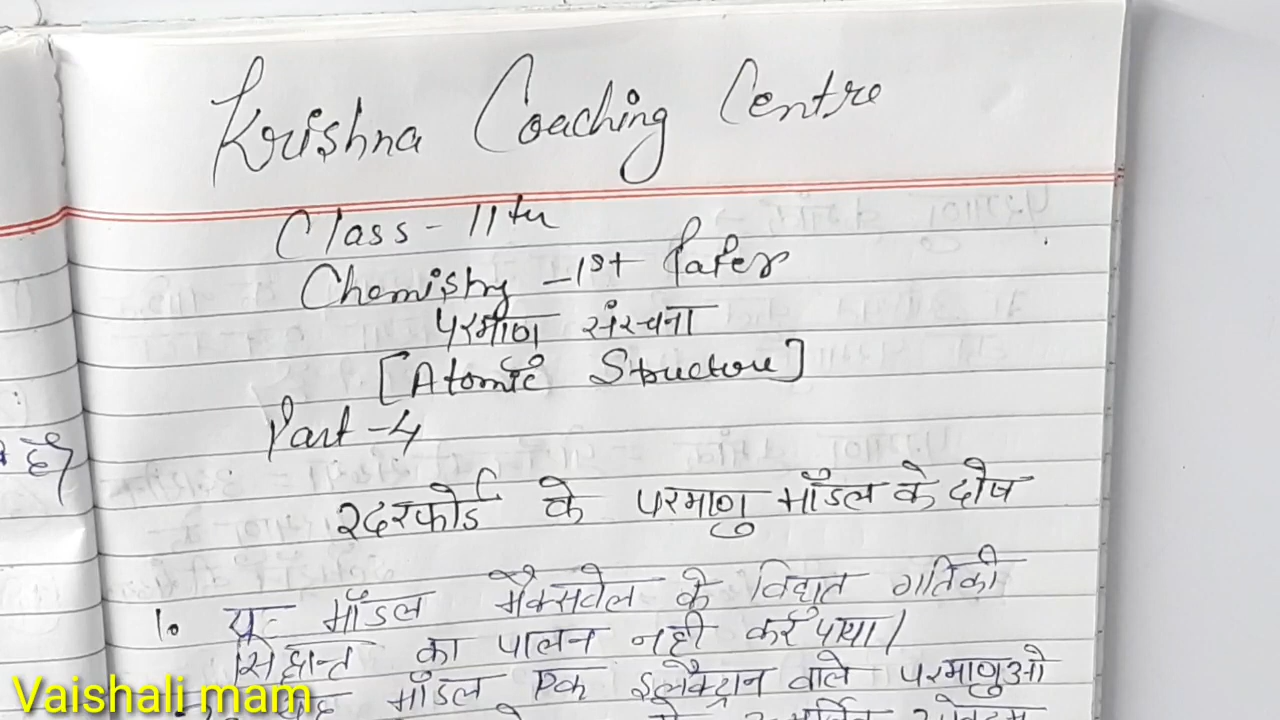 Krishna Coaching Centre
Class - 11th
Chemistry - 1st Paper
परमाणु संरचना
[Atomic Structure]
Part - 4
रदरफोर्ड के परमाणु मॉडल के दोष
1. यह मॉडल मैक्सवेल के विद्युत गतिकी
सिद्धान्त का पालन नही कर पाया।
मॉडल एक इलैक्ट्रान वाले परमाणुओ
है
Vaishali mam